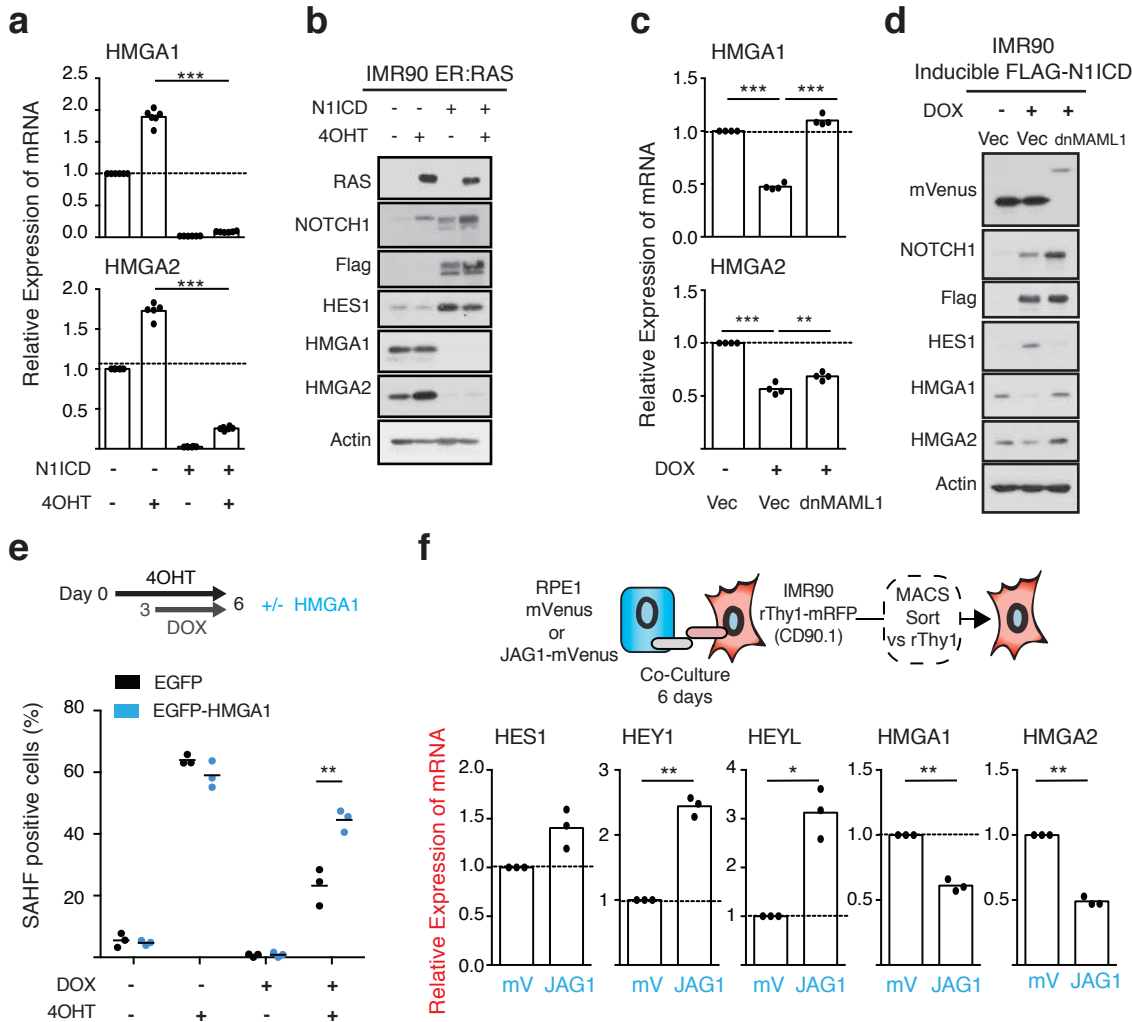 a
HMGA1
2.5
2.0
1.5
1.0
0.5
0.0
***
HMGA2
2.0
1.5
1.0
0.5
***
Relative Expression of mRNA
N1ICD - - + +
4OHT - + - +
b
IMR90 ER:RAS
N1ICD - - + +
4OHT - + - +
RAS
NOTCH1
Flag
HES1
HMGA1
HMGA2
Actin
c
HMGA1
1.5
1.0
0.5
0.0
*** ***
HMGA2
1.5
1.0
0.5
*** **
Relative Expression of mRNA
DOX - + +
Vec Vec dnMAML1
d
IMR90
Inducible FLAG-N1ICD
DOX - + +
Vec Vec dnMAML1
mVenus
NOTCH1
Flag
HES1
HMGA1
HMGA2
Actin
e
4OHT
Day 0 6 +/- HMGA1
3
DOX
EGFP
EGFP-HMGA1
80
60
40
20
**
SAHF positive cells (%)
DOX - - + +
4OHT - + - +
f
RPE1
mVenus
or
JAG1-mVenus
Co-Culture
6 days
IMR90
rThy1-mRFP
(CD90.1)
MACS
Sort
vs rThy1
Relative Expression of mRNA
HES1
2.0
1.5
1.0
0.5
mV JAG1
HEY1
3
2
1
**
mV JAG1
HEYL
4
3
2
1
*
mV JAG1
HMGA1
1.5
1.0
0.5
**
mV JAG1
HMGA2
1.5
1.0
0.5
**
mV JAG1